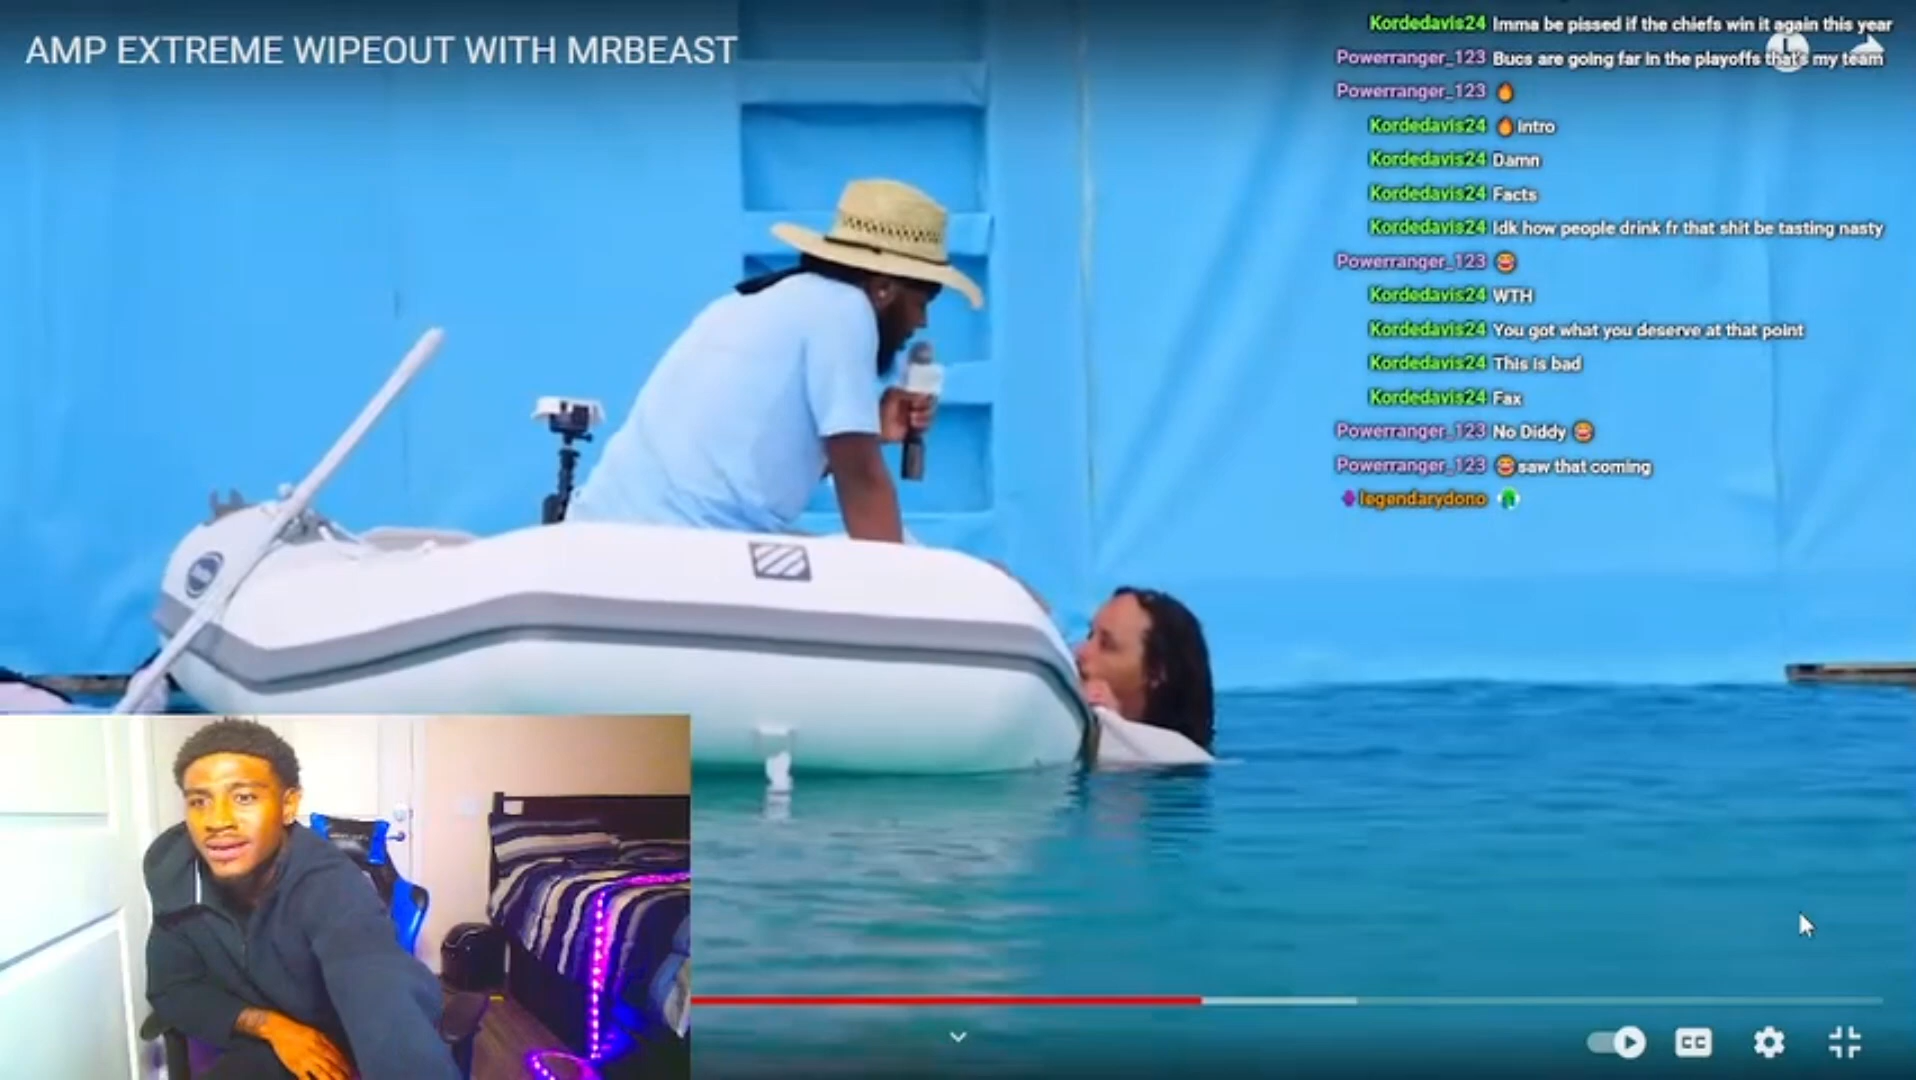 AMP EXTREME WIPEOUT WITH MRBEAST
Kordedavis24 Imma be pissed if the chiefs win it again this year
Powerranger_123 Bucs are going far in the playoffs that's my team
Powerranger_123 🔥
Kordedavis24 🔥 intro
Kordedavis24 Damn
Kordedavis24 Facts
Kordedavis24 Idk how people drink fr that shit be tasting nasty
Powerranger_123 😂
Kordedavis24 WTH
Kordedavis24 You got what you deserve at that point
Kordedavis24 This is bad
Kordedavis24 Fax
Powerranger_123 No Diddy 😂
Powerranger_123 😂 saw that coming
legendarydono
CC